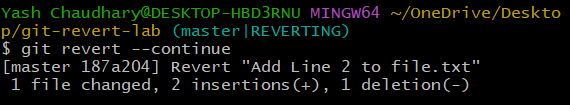 Yash Chaudhary@DESKTOP-HBD3RNU MINGW64 ~/OneDrive/Deskto
p/git-revert-lab (master|REVERTING)
$ git revert --continue
[master 187a204] Revert "Add Line 2 to file.txt"
 1 file changed, 2 insertions(+), 1 deletion(-)